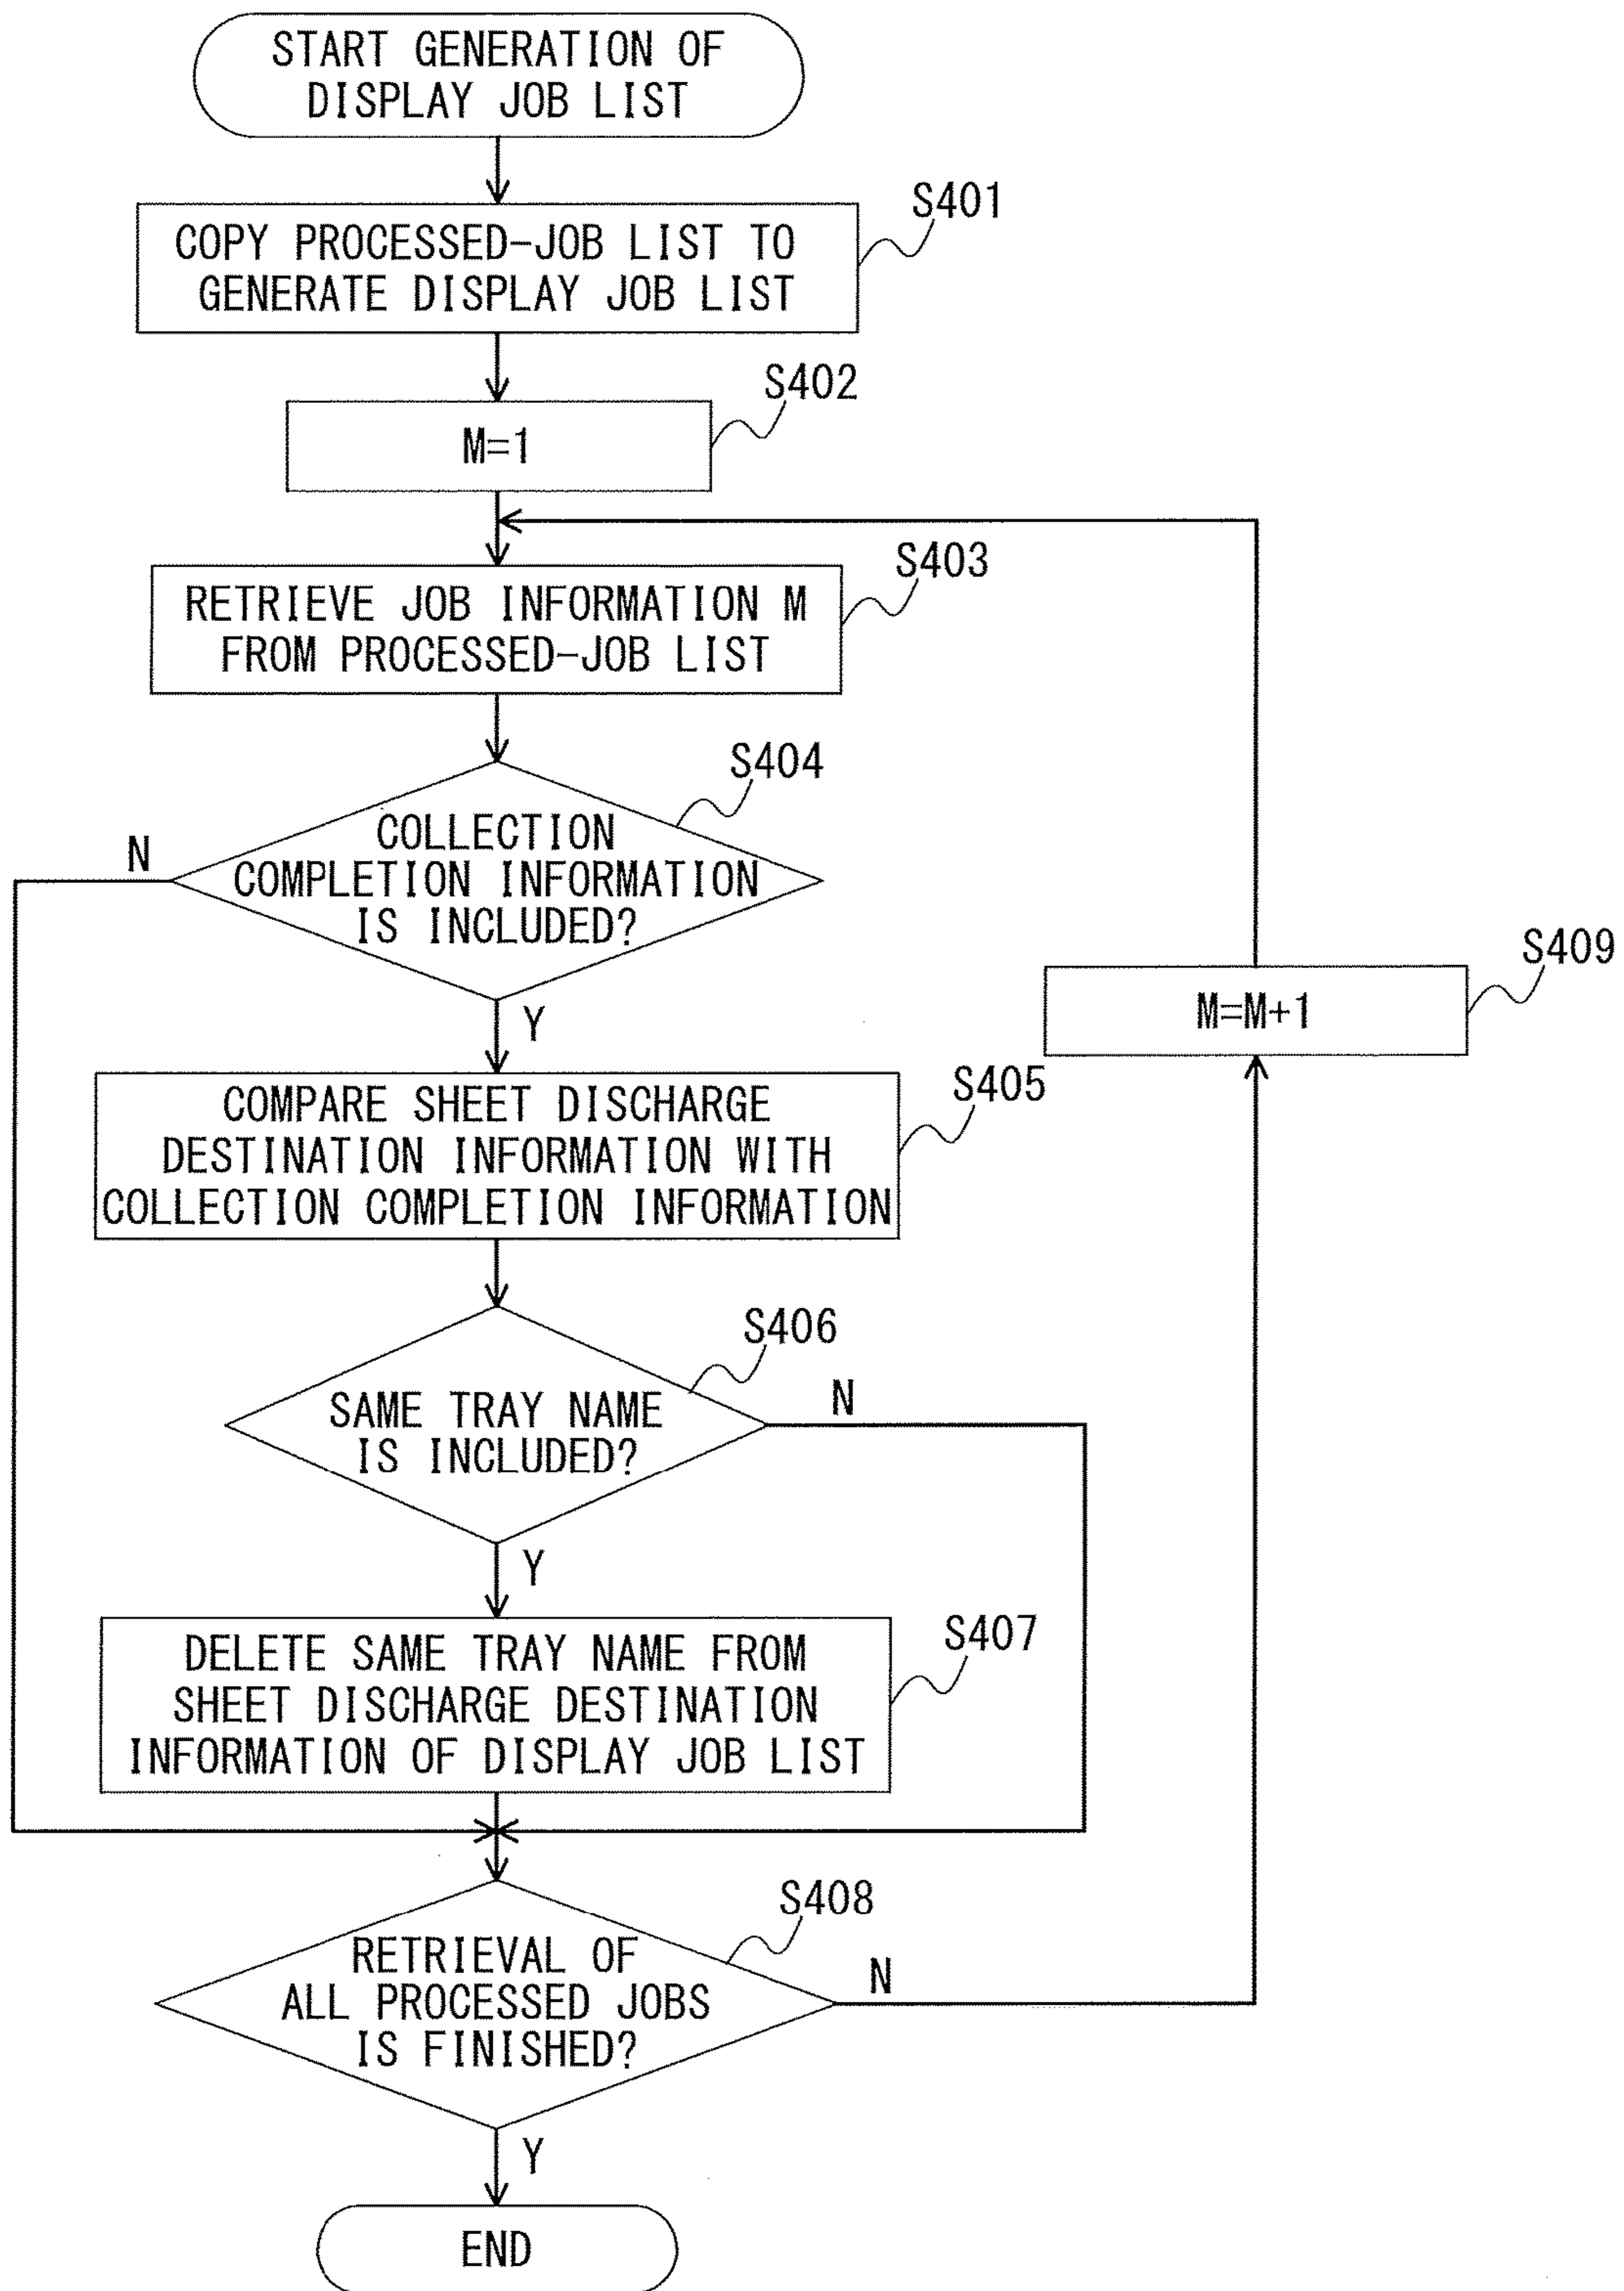 START GENERATION OF
DISPLAY JOB LIST
S401
COPY PROCESSED-JOB LIST TO
GENERATE DISPLAY JOB LIST
S402
M=1
S403
RETRIEVE JOB INFORMATION M
FROM PROCESSED-JOB LIST
S404
COLLECTION
COMPLETION INFORMATION
IS INCLUDED?
N
Y
S409
M=M+1
S405
COMPARE SHEET DISCHARGE
DESTINATION INFORMATION WITH
COLLECTION COMPLETION INFORMATION
S406
SAME TRAY NAME
IS INCLUDED?
N
Y
S407
DELETE SAME TRAY NAME FROM
SHEET DISCHARGE DESTINATION
INFORMATION OF DISPLAY JOB LIST
S408
RETRIEVAL OF
ALL PROCESSED JOBS
IS FINISHED?
N
Y
END